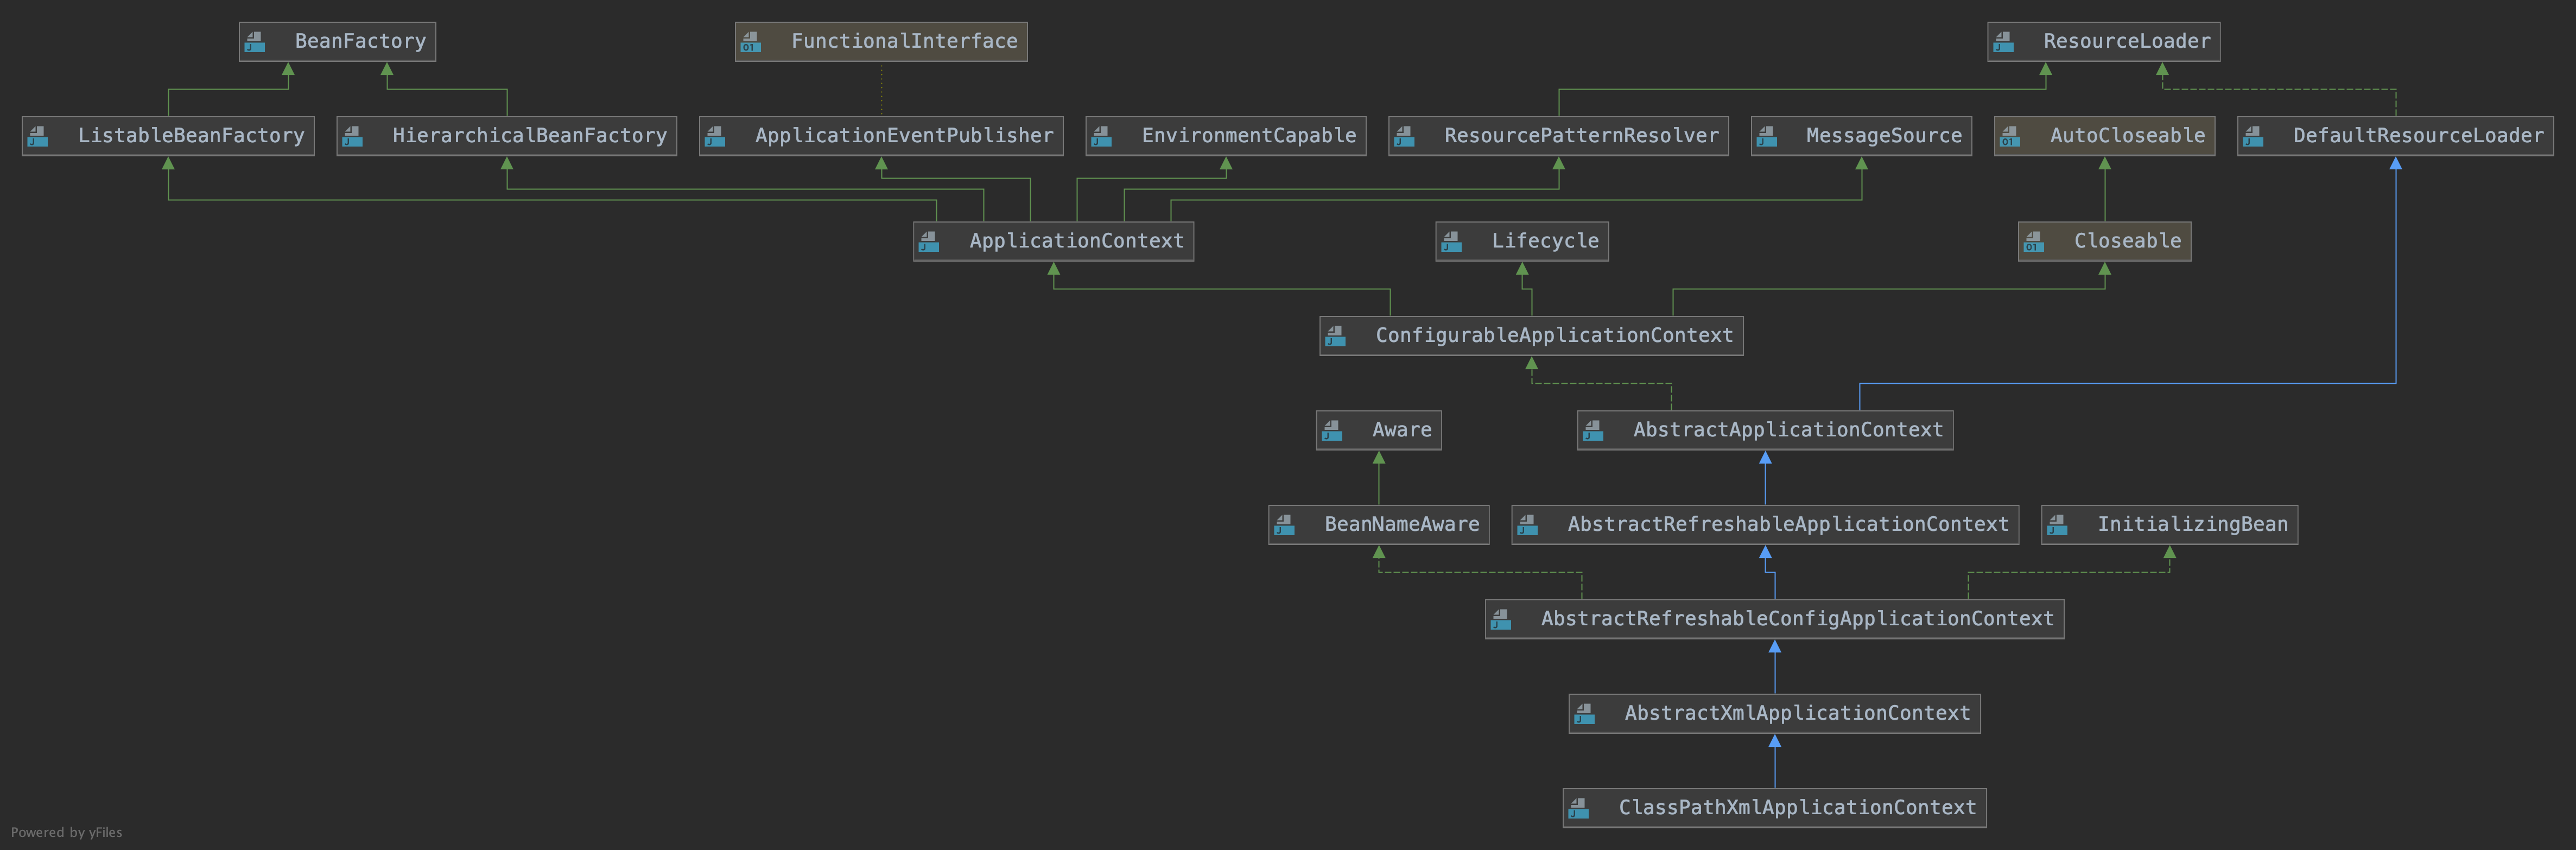 BeanFactory
FunctionalInterface
ResourceLoader
ListableBeanFactory
HierarchicalBeanFactory
ApplicationEventPublisher
EnvironmentCapable
ResourcePatternResolver
MessageSource
AutoCloseable
DefaultResourceLoader
ApplicationContext
Lifecycle
Closeable
ConfigurableApplicationContext
Aware
AbstractApplicationContext
BeanNameAware
AbstractRefreshableApplicationContext
InitializingBean
AbstractRefreshableConfigApplicationContext
AbstractXmlApplicationContext
ClassPathXmlApplicationContext
Powered by yFiles